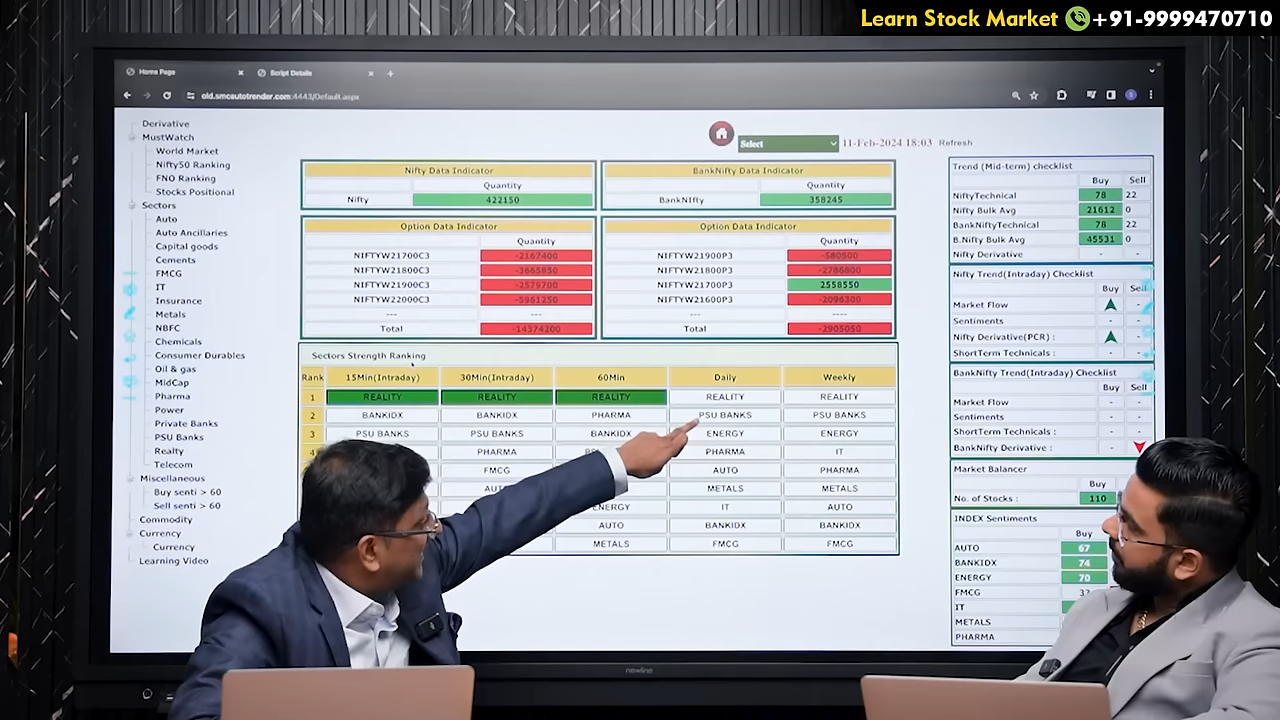 Learn Stock Market +91-9999470710
Home Page
Script Details
old.smcautotrender.com:4443/Default.aspx
Derivative
MustWatch
World Market
Nifty50 Ranking
FNO Ranking
Stocks Positional
Sectors
Auto
Auto Ancillaries
Capital goods
Cements
FMCG
IT
Insurance
Metals
NBFC
Chemicals
Consumer Durables
Oil & gas
MidCap
Pharma
Power
Private Banks
PSU Banks
Realty
Telecom
Miscellaneous
Buy senti > 60
Sell senti > 60
Commodity
Currency
Currency
Learning Video
Select 11-Feb-2024 18:03 Refresh
Nifty Data Indicator
Quantity
Nifty 422150
BankNifty Data Indicator
Quantity
BankNIfty 358245
Option Data Indicator
Quantity
NIFTYW21700C3 -2167400
NIFTYW21800C3 -3665850
NIFTYW21900C3 -2579700
NIFTYW22000C3 -5961250
--- ---
Total -14374200
Option Data Indicator
Quantity
NIFTYW21900P3 -580500
NIFTYW21800P3 -2786800
NIFTYW21700P3 2558550
NIFTYW21600P3 -2096300
--- ---
Total -2905050
Sectors Strength Ranking
Rank 15Min(Intraday) 30Min(Intraday) 60Min Daily Weekly
1 REALITY REALITY REALITY REALITY REALITY
2 BANKIDX BANKIDX PHARMA PSU BANKS PSU BANKS
3 PSU BANKS PSU BANKS BANKIDX ENERGY ENERGY
4 PHARMA PHARMA IT
FMCG AUTO PHARMA
METALS METALS
ENERGY IT AUTO
AUTO BANKIDX BANKIDX
METALS FMCG FMCG
Trend (Mid-term) checklist
Buy Sell
NiftyTechnical 78 22
Nifty Bulk Avg 21612 0
BankNiftyTechnical 78 22
B.Nifty Bulk Avg 45531 0
Nifty Derivative - -
Nifty Trend(Intraday) Checklist
Buy Sell
Market Flow -
Sentiments - -
Nifty Derivative(PCR) : -
ShortTerm Technicals : - -
BankNifty Trend(Intraday) Checklist
Buy Sell
Market Flow - -
Sentiments - -
ShortTerm Technicals : - -
BankNifty Derivative : -
Market Balancer
Buy
No. of Stocks : 110
INDEX Sentiments
Buy
AUTO 67
BANKIDX 74
ENERGY 70
FMCG
IT
METALS
PHARMA
newline